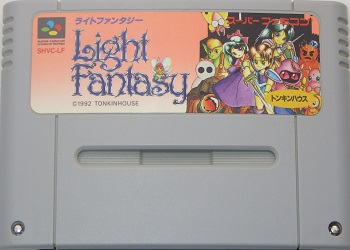 ライトファンタジー
スーパーファミコン
SHVC-LF
Light
Fantasy
©1992 TONKINHOUSE
トンキンハウス